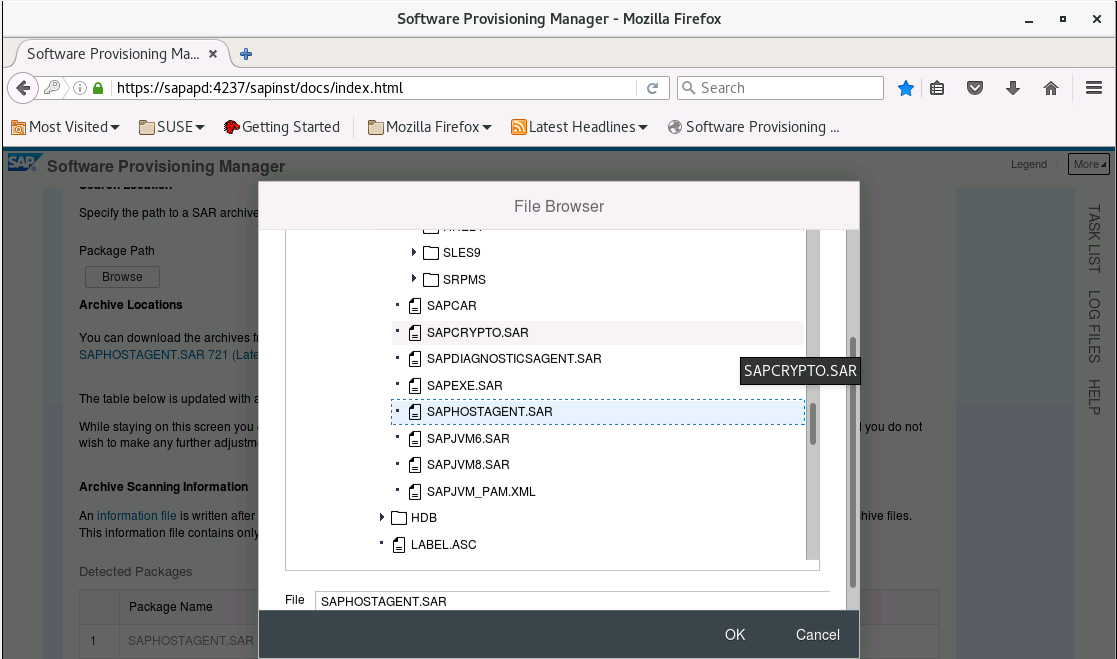 Software Provisioning Manager - Mozilla Firefox
Software Provisioning Ma...
https://sapapd:4237/sapinst/docs/index.html
Search
Most Visited
SUSE
Getting Started
Mozilla Firefox
Latest Headlines
Software Provisioning ...
SAP
Software Provisioning Manager
Legend
More
Search Location
Specify the path to a SAR archive
Package Path
Browse
Archive Locations
You can download the archives
SAPHOSTAGENT.SAR 721 (Late
The table below is updated with
While staying on this screen you
you do not
wish to make any further adjustm
Archive Scanning Information
An information file is written after
chive files.
This information file contains only
Detected Packages
Package Name
1
SAPHOSTAGENT.SAR
TASK LIST
LOG FILES
HELP
File Browser
SLES9
SRPMS
SAPCAR
SAPCRYPTO.SAR
SAPDIAGNOSTICSAGENT.SAR
SAPCRYPTO.SAR
SAPEXE.SAR
SAPHOSTAGENT.SAR
SAPJVM6.SAR
SAPJVM8.SAR
SAPJVM_PAM.XML
HDB
LABEL.ASC
File
SAPHOSTAGENT.SAR
OK
Cancel